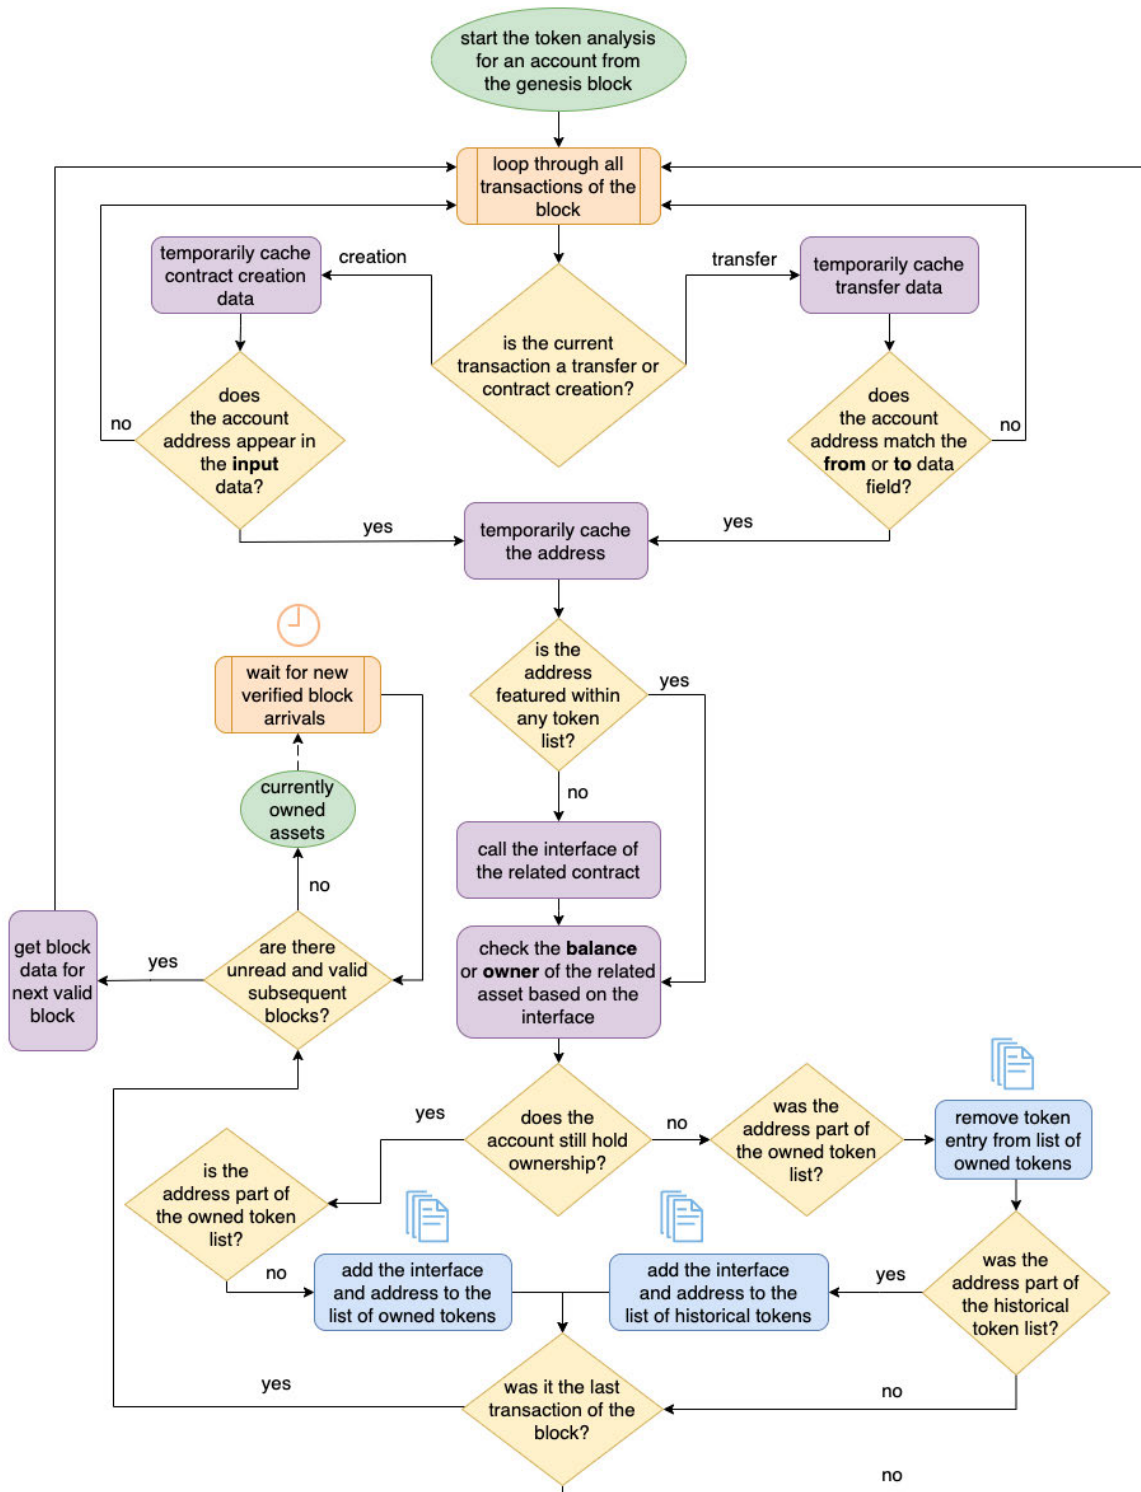 start the token analysis
for an account from
the genesis block
loop through all
transactions of the
block
temporarily cache
contract creation
data
creation
transfer
temporarily cache
transfer data
is the current
transaction a transfer or
contract creation?
does
the account
address appear in
the input
data?
no
does
the account
address match the
from or to data
field?
no
yes
temporarily cache
the address
yes
wait for new
verified block
arrivals
is the
address
featured within
any token
list?
yes
no
currently
owned
assets
call the interface of
the related contract
no
get block
data for
next valid
block
yes
are there
unread and valid
subsequent
blocks?
check the balance
or owner of the related
asset based on the
interface
yes
does the
account still hold
ownership?
no
was the
address part of
the owned token
list?
remove token
entry from list of
owned tokens
is the
address part of
the owned token
list?
no
add the interface
and address to the
list of owned tokens
add the interface
and address to the
list of historical tokens
yes
was the
address part of
the historical
token list?
yes
was it the last
transaction of the
block?
no
no